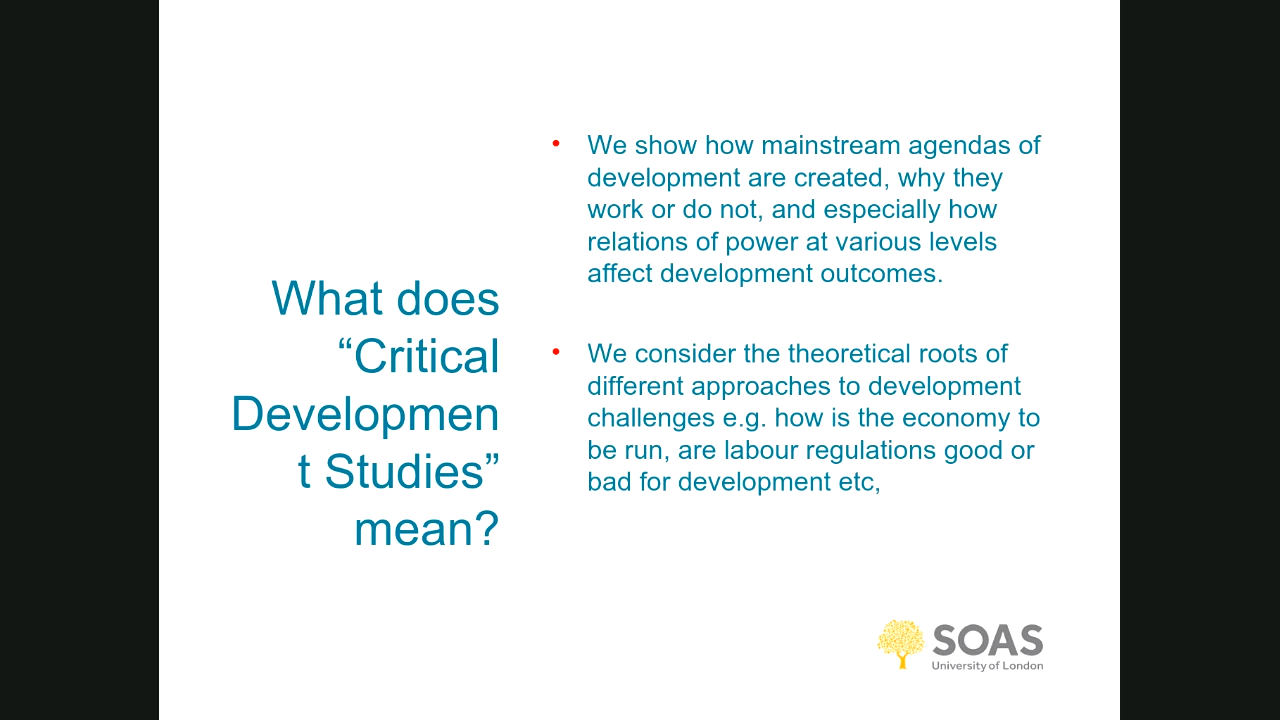 What does
“Critical
Developmen
t Studies”
mean?
• We show how mainstream agendas of
development are created, why they
work or do not, and especially how
relations of power at various levels
affect development outcomes.
• We consider the theoretical roots of
different approaches to development
challenges e.g. how is the economy to
be run, are labour regulations good or
bad for development etc,
SOAS
University of London